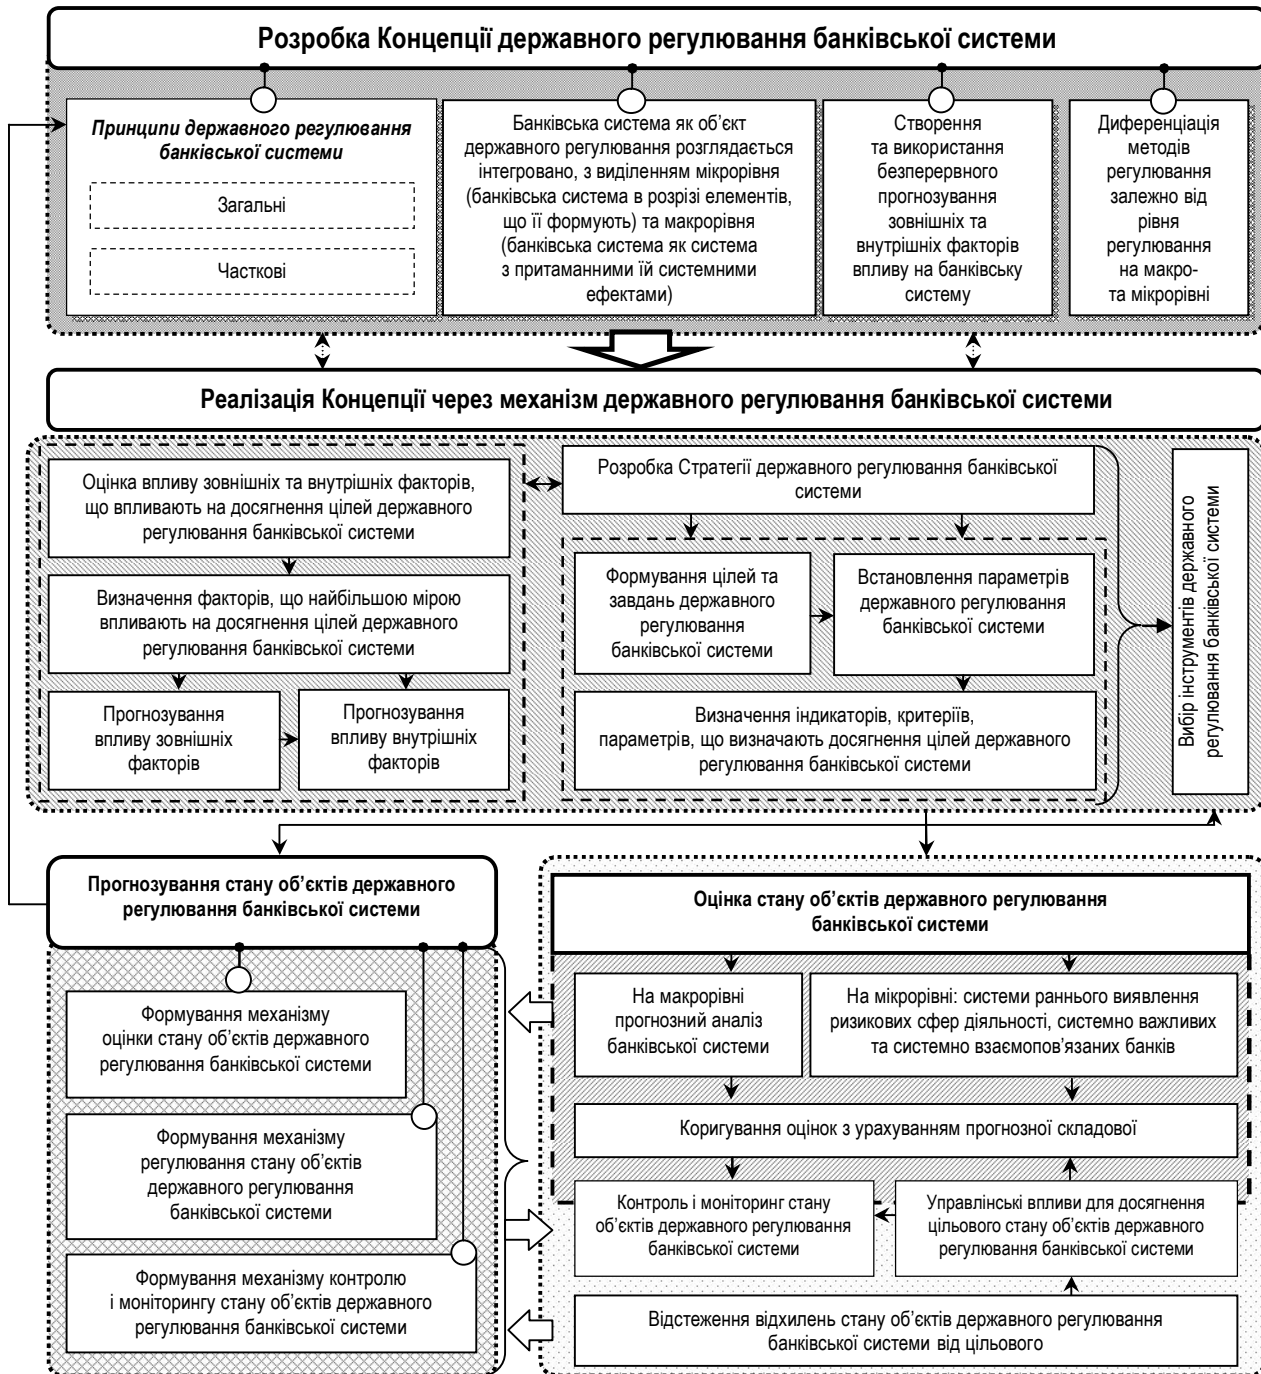 Розробка Концепції державного регулювання банківської системи
Принципи державного регулювання
банківської системи
Загальні
Часткові
Банківська система як об’єкт
державного регулювання розглядається
інтегровано, з виділенням мікрорівня
(банківська система в розрізі елементів,
що її формують) та макрорівня
(банківська система як система
з притаманними їй системними
ефектами)
Створення
та використання
безперервного
прогнозування
зовнішніх та
внутрішніх факторів
впливу на банківську
систему
Диференціація
методів
регулювання
залежно від
рівня
регулювання
на макро-
та мікрорівні
Реалізація Концепції через механізм державного регулювання банківської системи
Оцінка впливу зовнішніх та внутрішніх факторів,
що впливають на досягнення цілей державного
регулювання банківської системи
Визначення факторів, що найбільшою мірою
впливають на досягнення цілей державного
регулювання банківської системи
Прогнозування
впливу зовнішніх
факторів
Прогнозування
впливу внутрішніх
факторів
Розробка Стратегії державного регулювання банківської
системи
Формування цілей та
завдань державного
регулювання
банківської системи
Встановлення параметрів
державного регулювання
банківської системи
Визначення індикаторів, критеріїв,
параметрів, що визначають досягнення цілей державного
регулювання банківської системи
Вибір інструментів державного
регулювання банківської системи
Прогнозування стану об’єктів державного
регулювання банківської системи
Формування механізму
оцінки стану об’єктів державного
регулювання банківської системи
Формування механізму
регулювання стану об’єктів
державного регулювання
банківської системи
Формування механізму контролю
і моніторингу стану об’єктів державного
регулювання банківської системи
Оцінка стану об’єктів державного регулювання
банківської системи
На макрорівні
прогнозний аналіз
банківської системи
На мікрорівні: системи раннього виявлення
ризикових сфер діяльності, системно важливих
та системно взаємопов’язаних банків
Коригування оцінок з урахуванням прогнозної складової
Контроль і моніторинг стану
об’єктів державного регулювання
банківської системи
Управлінські впливи для досягнення
цільового стану об’єктів державного
регулювання банківської системи
Відстеження відхилень стану об’єктів державного регулювання
банківської системи від цільового